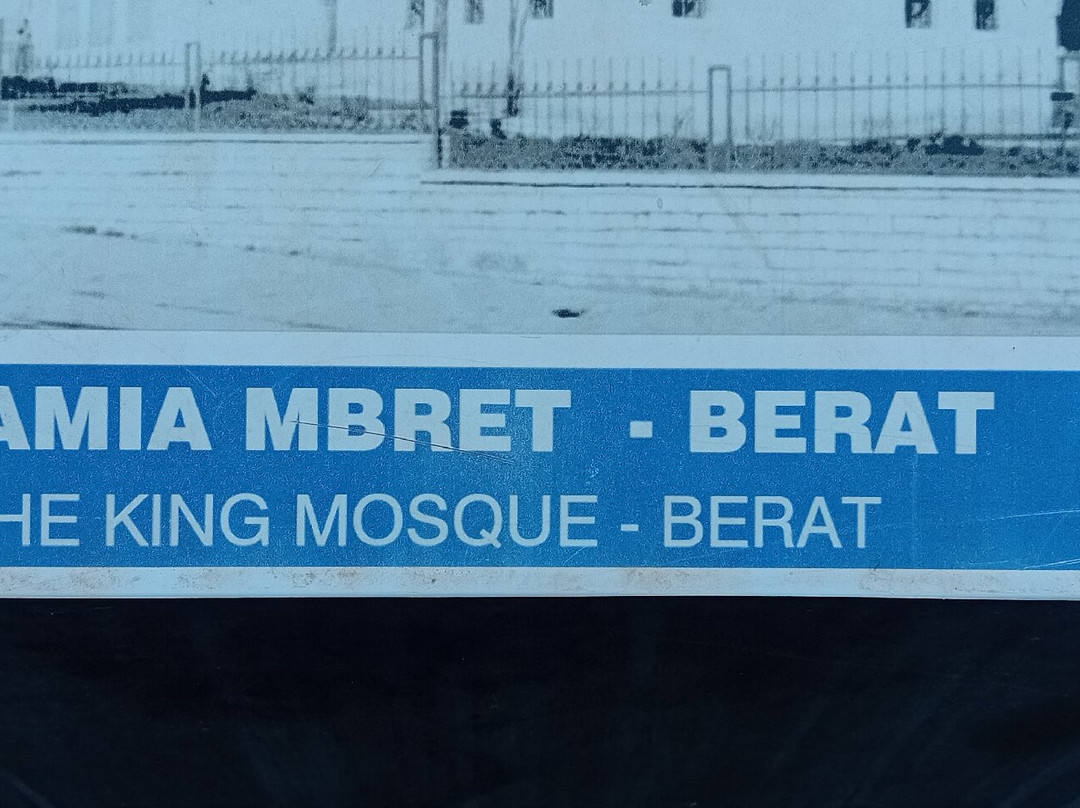 AMIA MBRET - BERAT
HE KING MOSQUE - BERAT